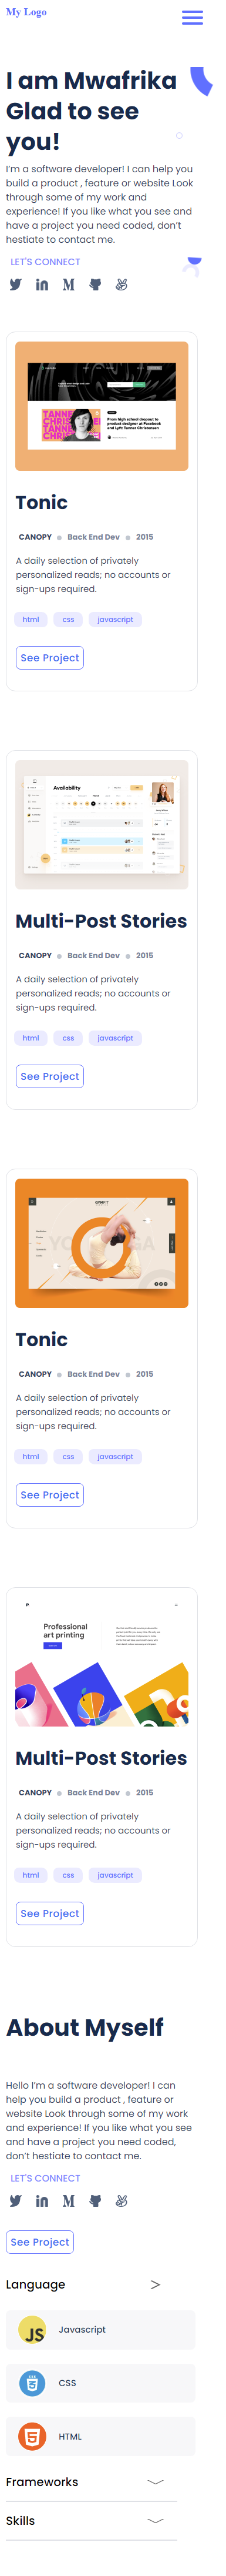 My Logo
I am Mwafrika
Glad to see
you!
I'm a software developer! I can help you
build a product , feature or website Look
through some of my work and
experience! If you like what you see and
have a project you need coded, don't
hestiate to contact me.
LET'S CONNECT
TANNER
CHRISTENSEN
From high school dropout to
product designer at Facebook
and Lyft: Tanner Christensen
Tonic
CANOPY Back End Dev 2015
A daily selection of privately
personalized reads; no accounts or
sign-ups required.
html css javascript
See Project
Availability
Multi-Post Stories
CANOPY Back End Dev 2015
A daily selection of privately
personalized reads; no accounts or
sign-ups required.
html css javascript
See Project
YOGA
Tonic
CANOPY Back End Dev 2015
A daily selection of privately
personalized reads; no accounts or
sign-ups required.
html css javascript
See Project
Professional
art printing
Multi-Post Stories
CANOPY Back End Dev 2015
A daily selection of privately
personalized reads; no accounts or
sign-ups required.
html css javascript
See Project
About Myself
Hello I'm a software developer! I can
help you build a product , feature or
website Look through some of my work
and experience! If you like what you see
and have a project you need coded,
don't hestiate to contact me.
LET'S CONNECT
See Project
Language
JS Javascript
CSS CSS
HTML
Frameworks
Skills